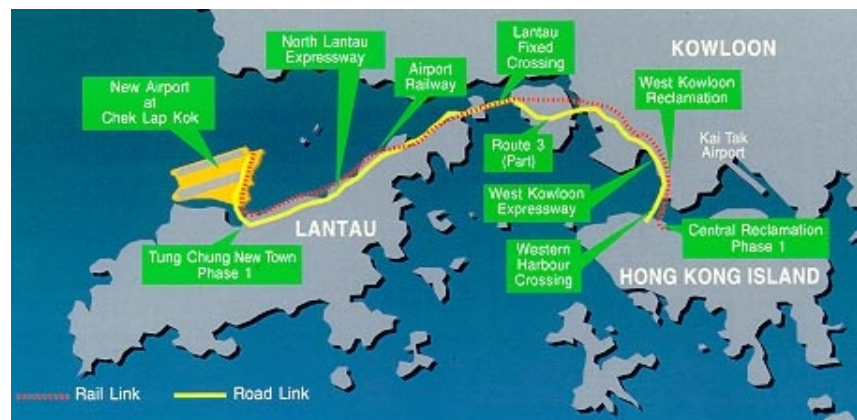 North Lantau
Expressway
Lantau
Fixed
Crossing
KOWLOON
New Airport
at
Chek Lap Kok
Airport
Railway
West Kowloon
Reclamation
Kai Tak
Airport
Route 3
(Part)
West Kowloon
Expressway
LANTAU
Tung Chung New Town
Phase 1
Western
Harbour
Crossing
Central Reclamation
Phase 1
HONG KONG ISLAND
Rail Link
Road Link